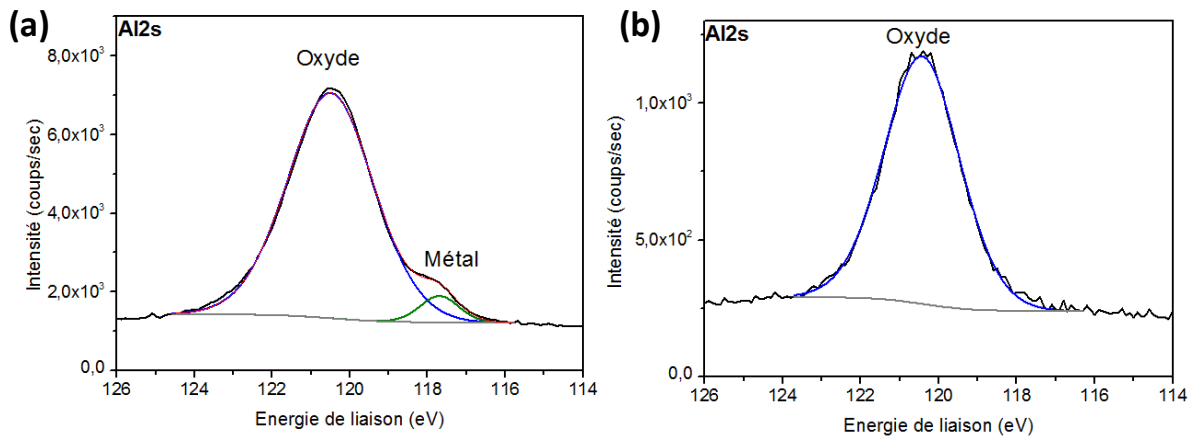 (a)
Al2s
Oxyde
Métal
8,0x10³
6,0x10³
4,0x10³
2,0x10³
0,0
126 124 122 120 118 116 114
Intensité (coups/sec)
Energie de liaison (eV)
(b)
Al2s
Oxyde
1,0x10³
5,0x10²
0,0
126 124 122 120 118 116 114
Intensité (coups/sec)
Energie de liaison (eV)